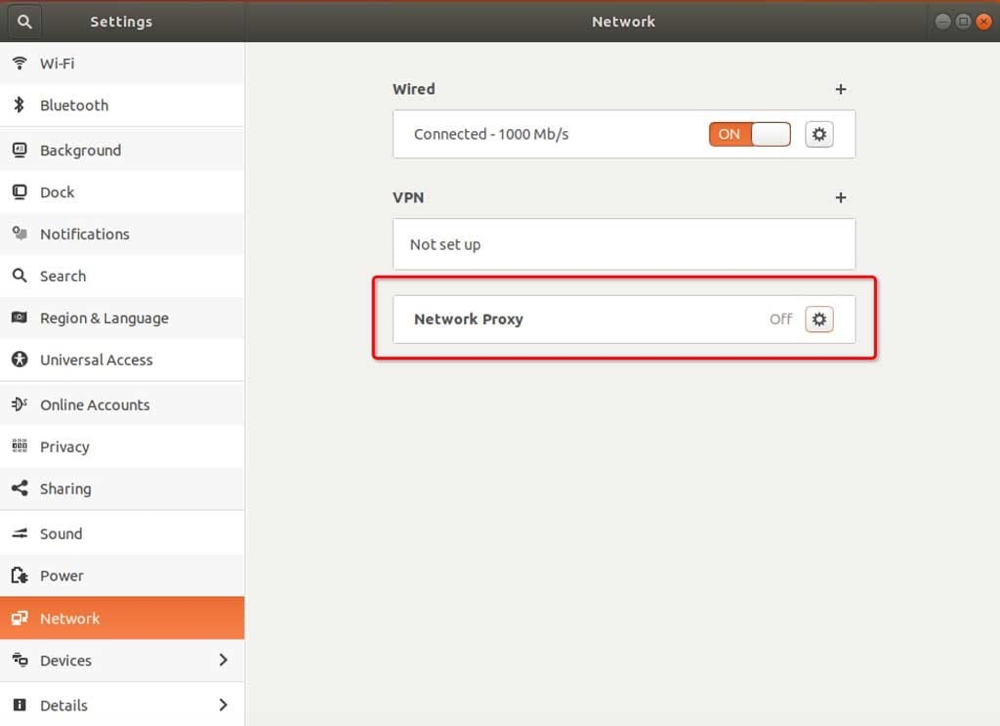 Settings
Network
Wi-Fi
Bluetooth
Background
Dock
Notifications
Search
Region & Language
Universal Access
Online Accounts
Privacy
Sharing
Sound
Power
Network
Devices
Details
Wired
Connected - 1000 Mb/s ON
VPN
Not set up
Network Proxy Off